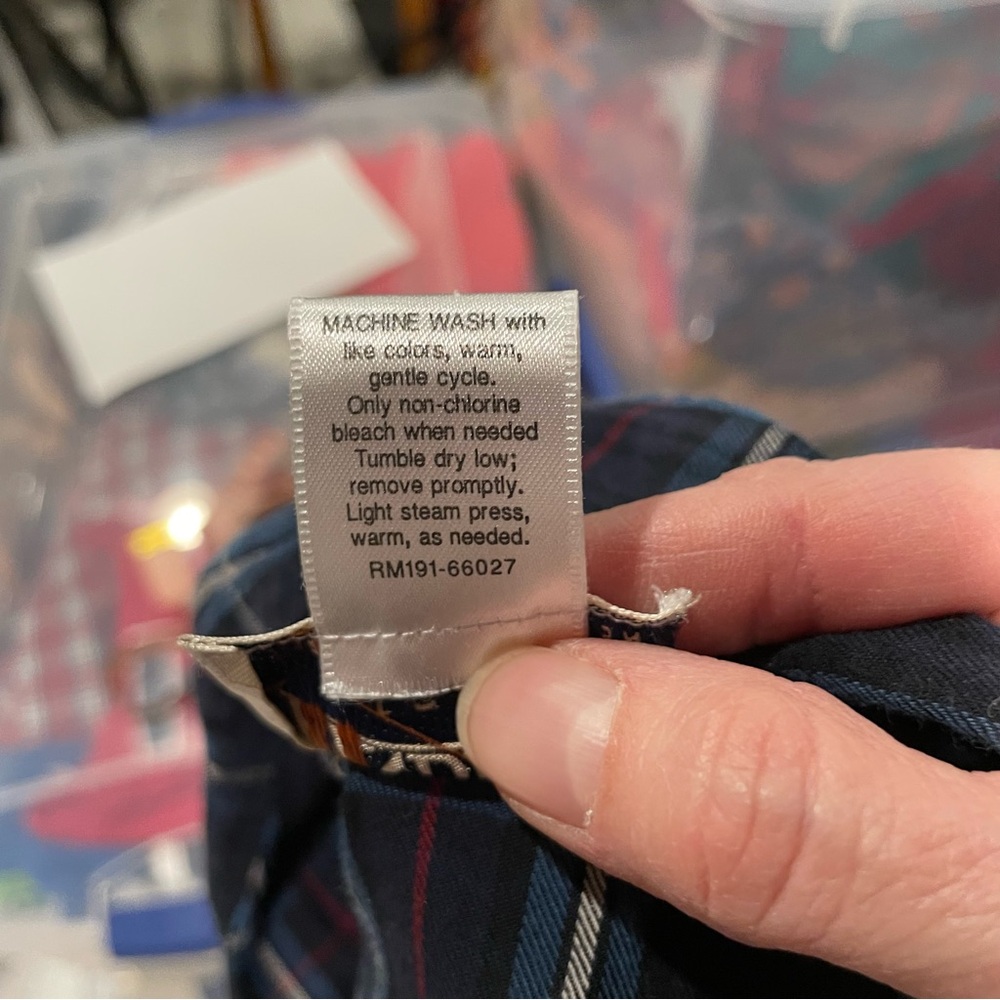 MACHINE WASH with
like colors, warm,
gentle cycle.
Only non-chlorine
bleach when needed
Tumble dry low;
remove promptly.
Light steam press,
warm, as needed.
RM191-66027